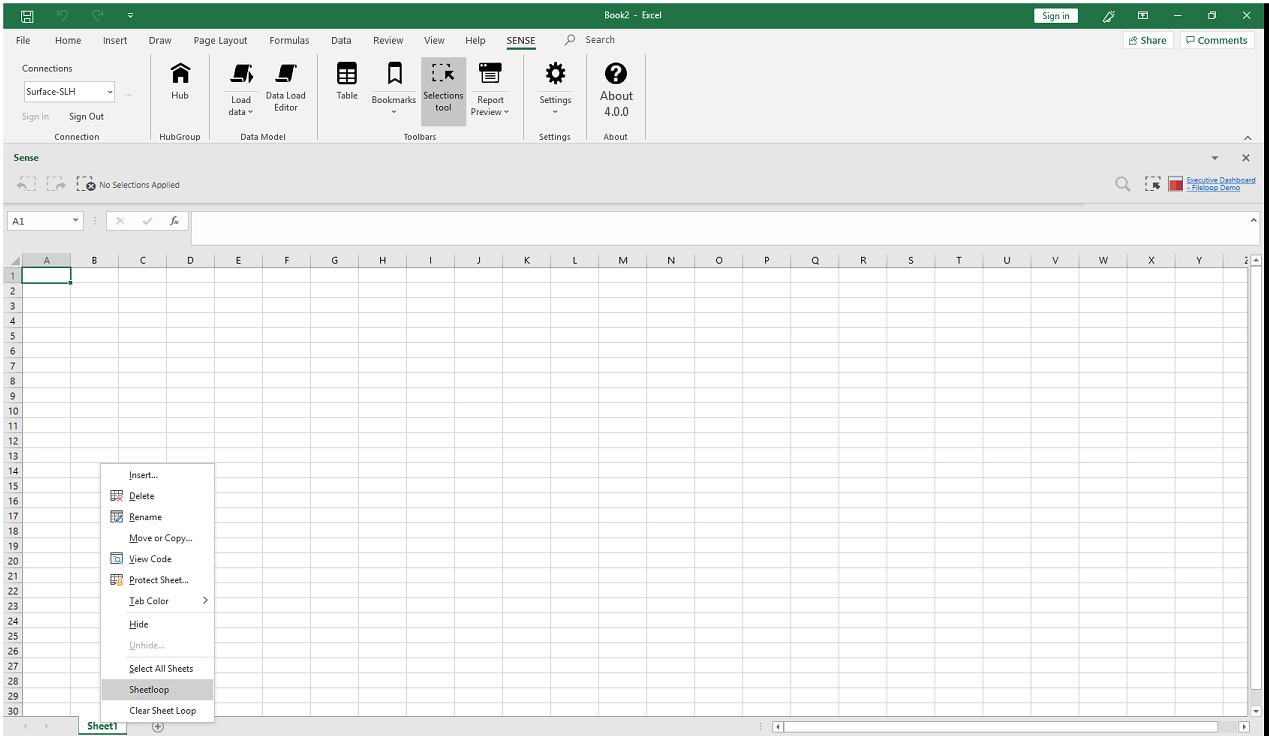 Book2 - Excel
Sign in
File Home Insert Draw Page Layout Formulas Data Review View Help SENSE Search
Share Comments
Connections
Surface-SLH
...
Sign In Sign Out
Connection
Hub
HubGroup
Load
data
Data Load
Editor
Data Model
Table
Bookmarks
Selections
tool
Report
Preview
Toolbars
Settings
Settings
About
4.0.0
About
Sense
No Selections Applied
Executive Dashboard
- Fileloop Demo
A1
fx
A B C D E F G H I J K L M N O P Q R S T U V W X Y Z
1
2
3
4
5
6
7
8
9
10
11
12
13
14
15
16
17
18
19
20
21
22
23
24
25
26
27
28
29
30
Insert...
Delete
Rename
Move or Copy...
View Code
Protect Sheet...
Tab Color
Hide
Unhide...
Select All Sheets
Sheetloop
Clear Sheet Loop
Sheet1